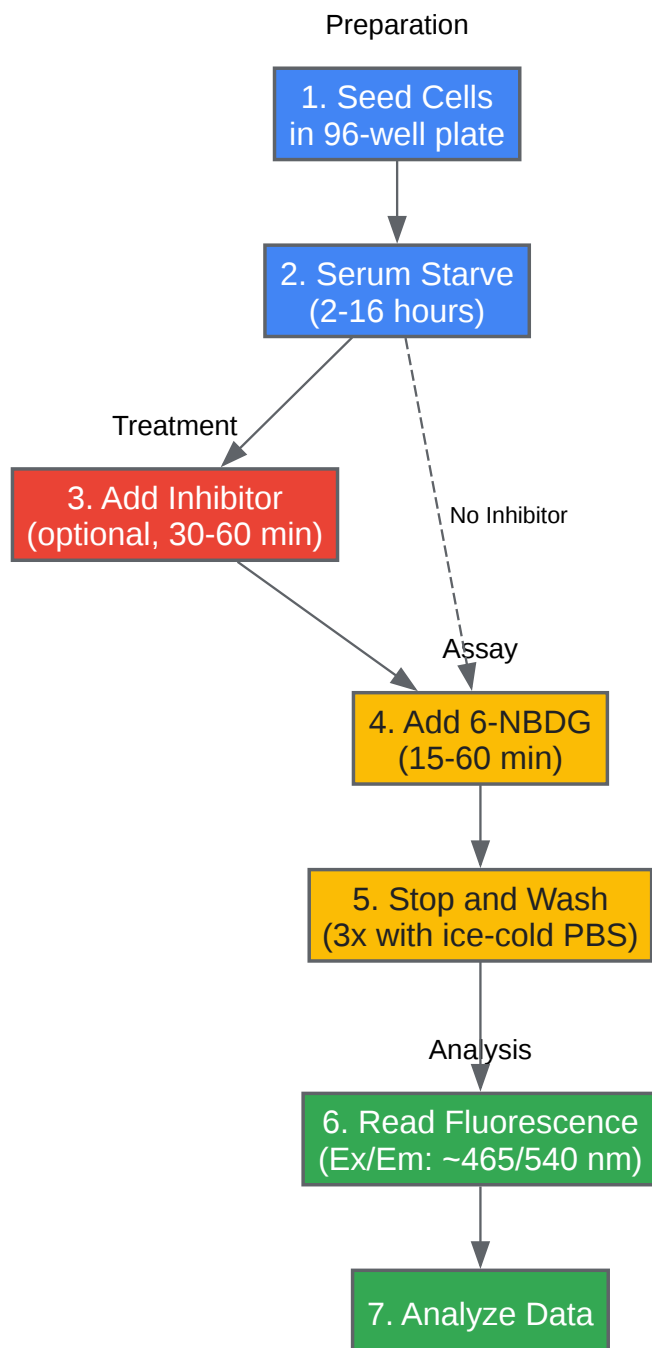 Preparation
1. Seed Cells
in 96-well plate
2. Serum Starve
(2-16 hours)
Treatment
3. Add Inhibitor
(optional, 30-60 min)
No Inhibitor
Assay
4. Add 6-NBDG
(15-60 min)
5. Stop and Wash
(3x with ice-cold PBS)
Analysis
6. Read Fluorescence
(Ex/Em: ~465/540 nm)
7. Analyze Data